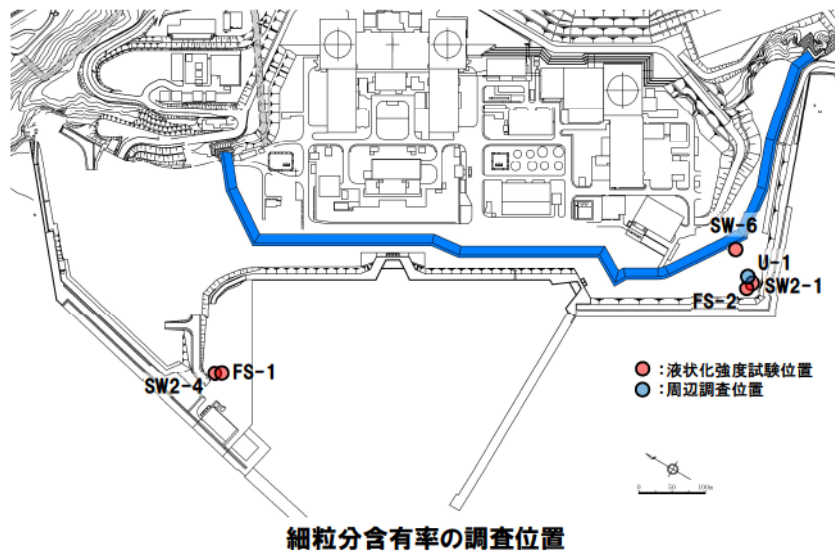 SW-6
U-1
SW2-1
FS-2
FS-1
SW2-4
：液状化強度試験位置
：周辺調査位置
0 50 100m
細粒分含有率の調査位置